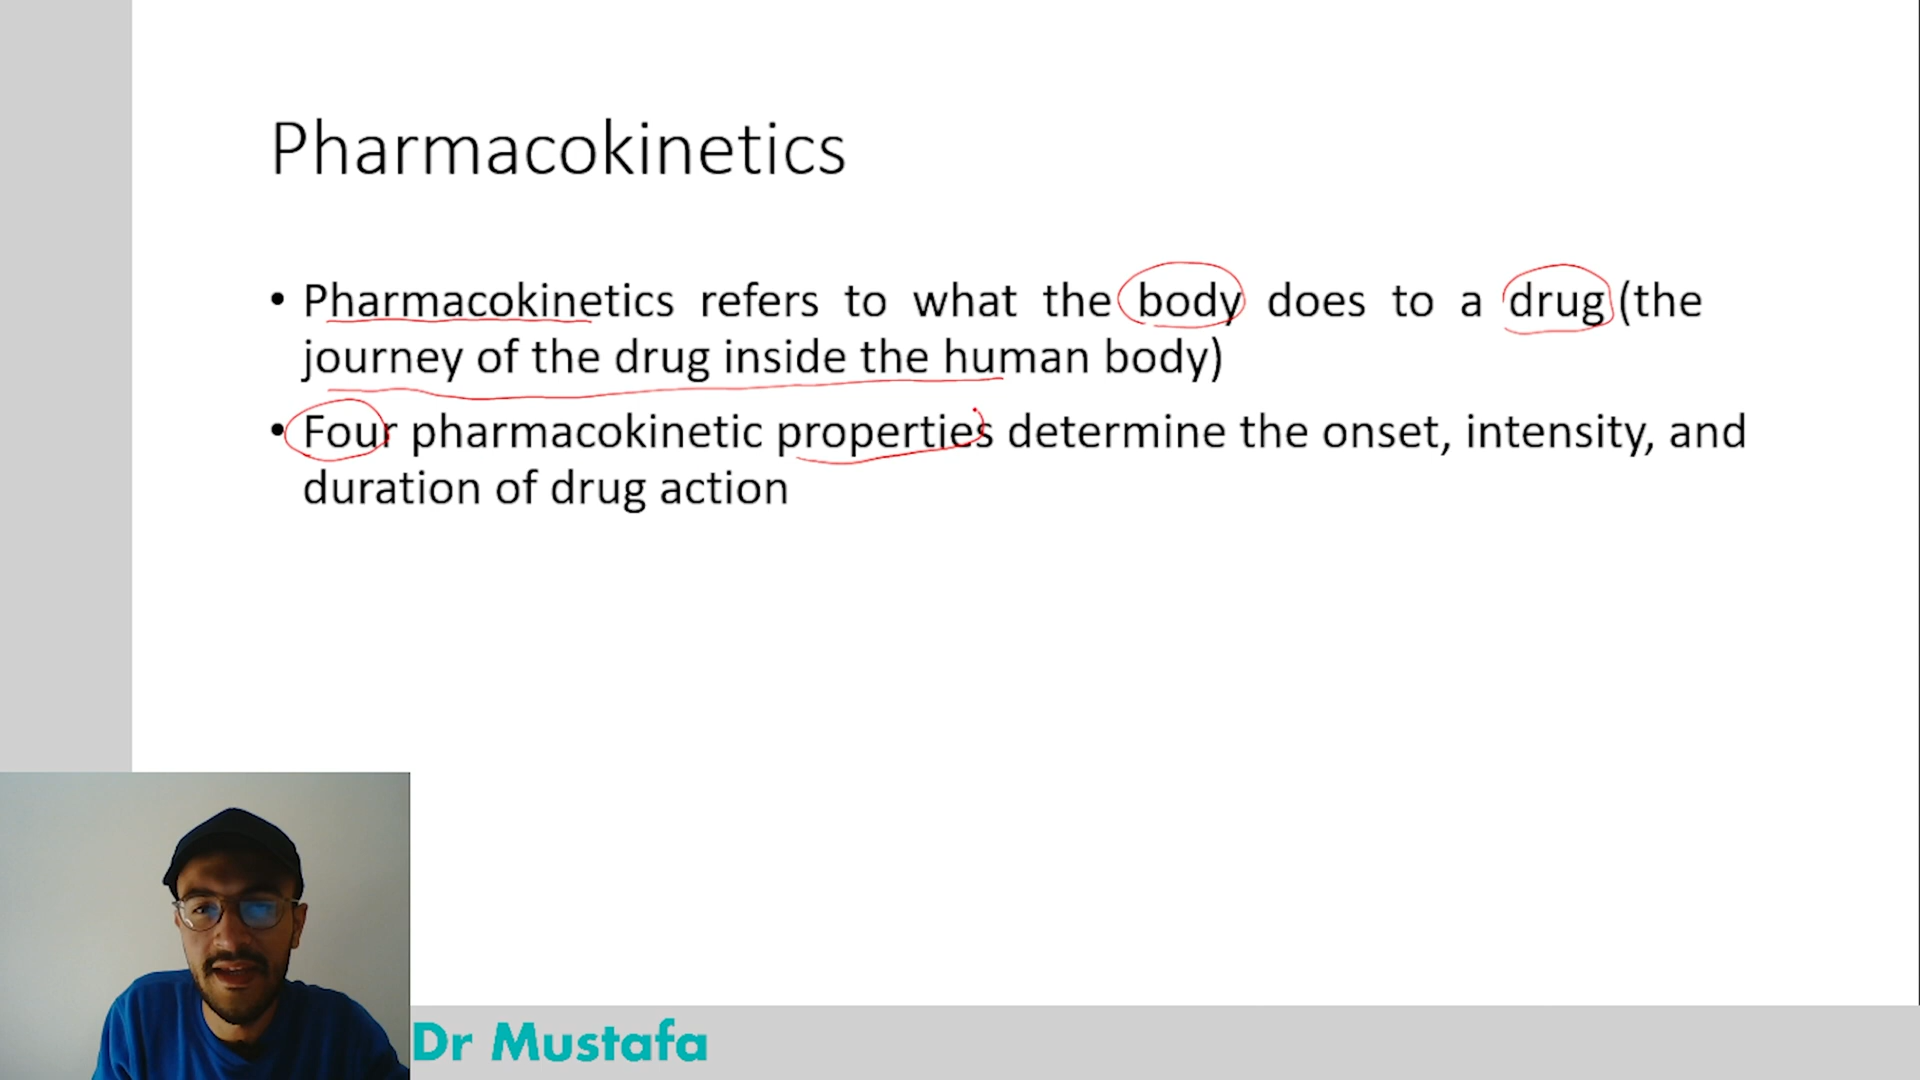 Pharmacokinetics
• Pharmacokinetics refers to what the body does to a drug (the
journey of the drug inside the human body)
• Four pharmacokinetic properties determine the onset, intensity, and
duration of drug action
Dr Mustafa